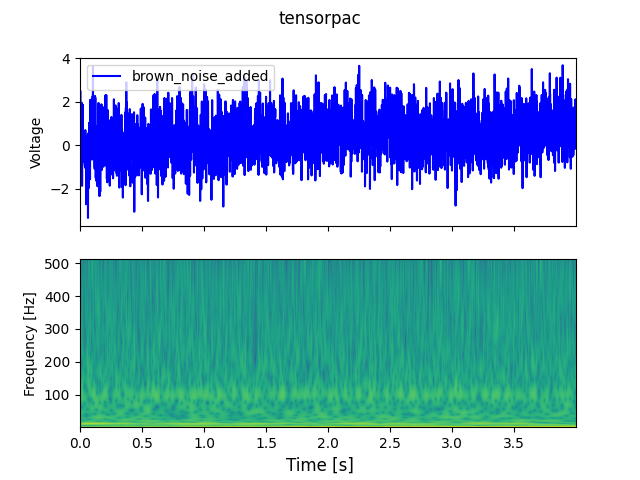 tensorpac
4
brown_noise_added
2
0
−2
Voltage
500
400
300
200
100
Frequency [Hz]
0.0 0.5 1.0 1.5 2.0 2.5 3.0 3.5
Time [s]